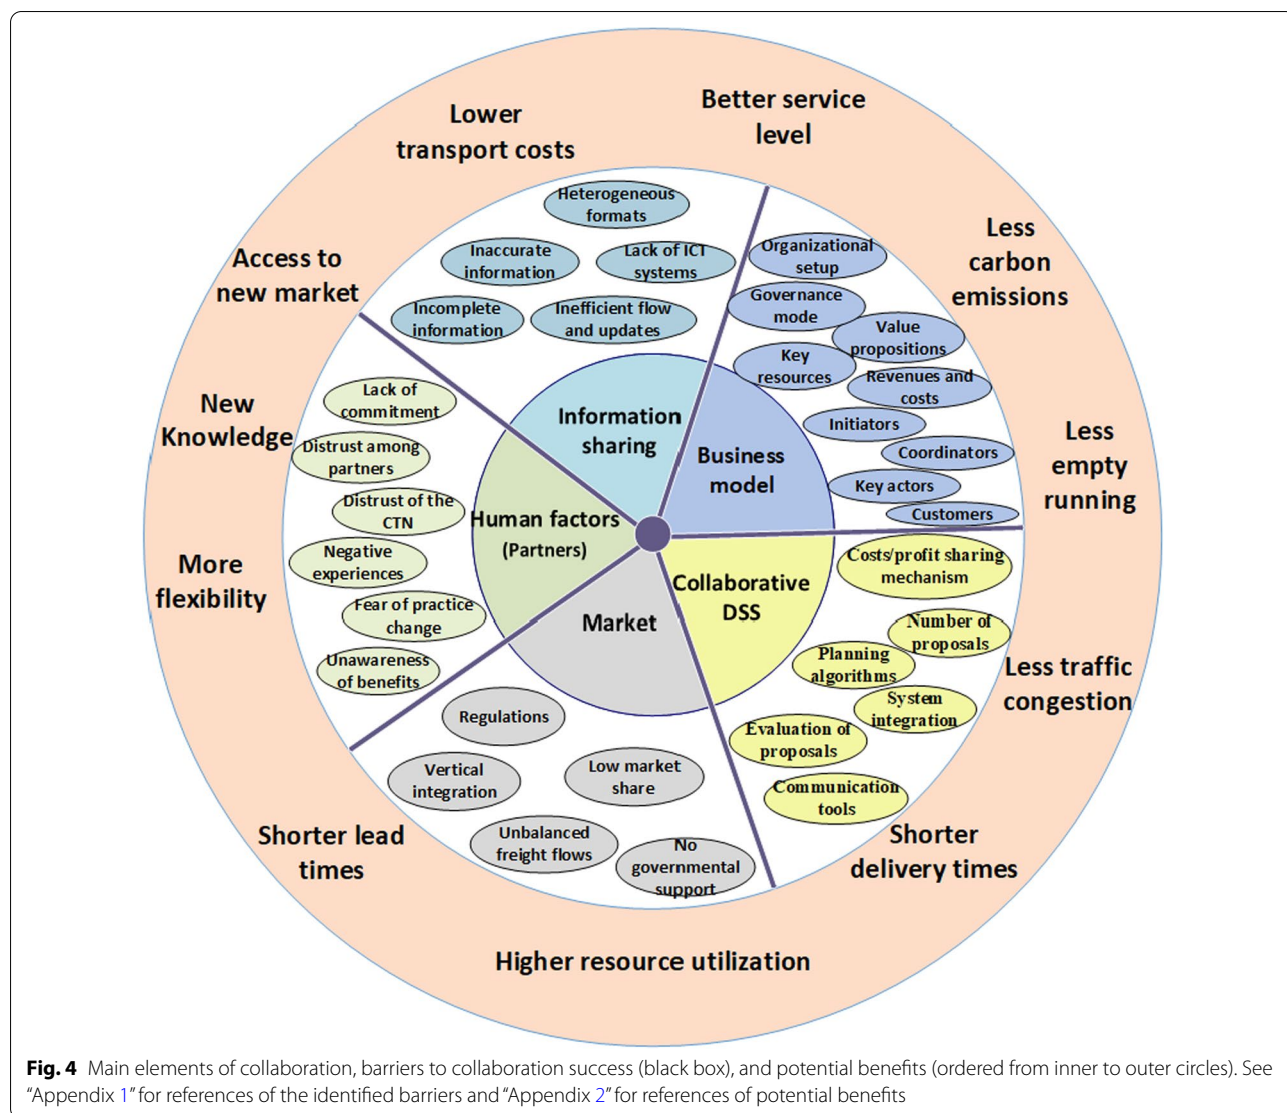 Lower
transport costs
Better service
level
Less
carbon
emissions
Less
empty
running
Less traffic
congestion
Shorter
delivery times
Higher resource utilization
Shorter lead
times
More
flexibility
New
Knowledge
Access to
new market
Heterogeneous
formats
Inaccurate
information
Lack of ICT
systems
Incomplete
information
Inefficient flow
and updates
Information
sharing
Organizational
setup
Governance
mode
Value
propositions
Key
resources
Revenues and
costs
Initiators
Coordinators
Key actors
Customers
Business
model
Costs/profit sharing
mechanism
Number of
proposals
Planning
algorithms
System
integration
Evaluation of
proposals
Communication
tools
Collaborative
DSS
Market
Regulations
Vertical
integration
Low market
share
Unbalanced
freight flows
No
governmental
support
Human factors
(Partners)
Lack of
commitment
Distrust among
partners
Distrust of the
CTN
Negative
experiences
Fear of practice
change
Unawareness
of benefits
Fig. 4 Main elements of collaboration, barriers to collaboration success (black box), and potential benefits (ordered from inner to outer circles). See
"Appendix 1" for references of the identified barriers and "Appendix 2" for references of potential benefits